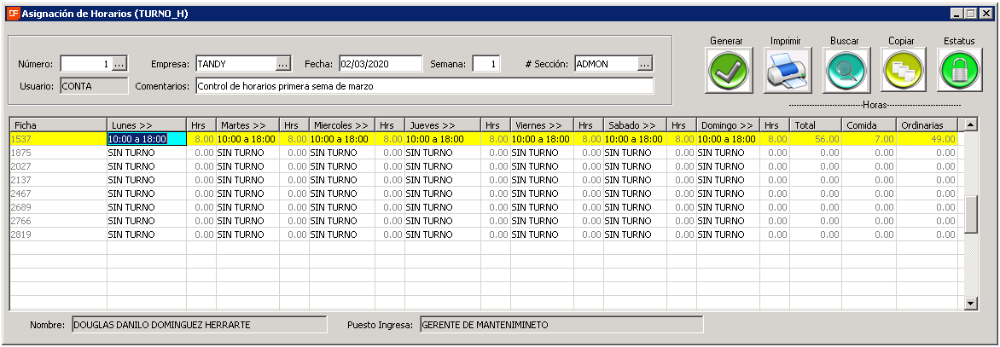 DF Asignación de Horarios (TURNO_H)
Generar Imprimir Buscar Copiar Estatus
Número: 1 ... Empresa: TANDY ... Fecha: 02/03/2020 Semana: 1 # Sección: ADMON ...
Usuario: CONTA Comentarios: Control de horarios primera sema de marzo
---Horas---
Ficha Lunes >> Hrs Martes >> Hrs Miercoles >> Hrs Jueves >> Hrs Viernes >> Hrs Sabado >> Hrs Domingo >> Hrs Total Comida Ordinarias
1537 10:00 a 18:00 8.00 10:00 a 18:00 8.00 10:00 a 18:00 8.00 10:00 a 18:00 8.00 10:00 a 18:00 8.00 10:00 a 18:00 8.00 10:00 a 18:00 8.00 56.00 7.00 49.00
1875 SIN TURNO 0.00 SIN TURNO 0.00 SIN TURNO 0.00 SIN TURNO 0.00 SIN TURNO 0.00 SIN TURNO 0.00 SIN TURNO 0.00 0.00 0.00 0.00
2027 SIN TURNO 0.00 SIN TURNO 0.00 SIN TURNO 0.00 SIN TURNO 0.00 SIN TURNO 0.00 SIN TURNO 0.00 SIN TURNO 0.00 0.00 0.00 0.00
2137 SIN TURNO 0.00 SIN TURNO 0.00 SIN TURNO 0.00 SIN TURNO 0.00 SIN TURNO 0.00 SIN TURNO 0.00 SIN TURNO 0.00 0.00 0.00 0.00
2467 SIN TURNO 0.00 SIN TURNO 0.00 SIN TURNO 0.00 SIN TURNO 0.00 SIN TURNO 0.00 SIN TURNO 0.00 SIN TURNO 0.00 0.00 0.00 0.00
2689 SIN TURNO 0.00 SIN TURNO 0.00 SIN TURNO 0.00 SIN TURNO 0.00 SIN TURNO 0.00 SIN TURNO 0.00 SIN TURNO 0.00 0.00 0.00 0.00
2766 SIN TURNO 0.00 SIN TURNO 0.00 SIN TURNO 0.00 SIN TURNO 0.00 SIN TURNO 0.00 SIN TURNO 0.00 SIN TURNO 0.00 0.00 0.00 0.00
2819 SIN TURNO 0.00 SIN TURNO 0.00 SIN TURNO 0.00 SIN TURNO 0.00 SIN TURNO 0.00 SIN TURNO 0.00 SIN TURNO 0.00 0.00 0.00 0.00
Nombre: DOUGLAS DANILO DOMINGUEZ HERRARTE Puesto Ingresa: GERENTE DE MANTENIMINETO